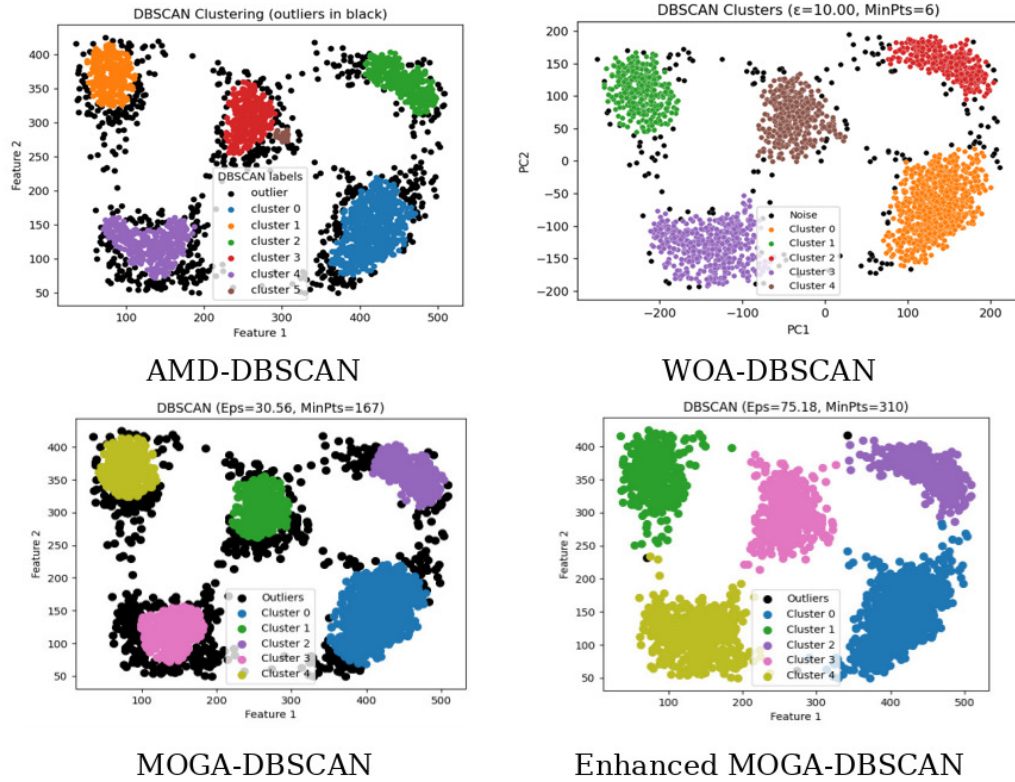 DBSCAN Clustering (outliers in black)
400
350
300
250
200
150
100
50
Feature 2
DBSCAN labels
outlier
cluster 0
cluster 1
cluster 2
cluster 3
cluster 4
cluster 5
100 200 300 400 500
Feature 1
AMD-DBSCAN
DBSCAN Clusters (ε=10.00, MinPts=6)
200
150
100
50
0
−50
−100
−150
−200
PC2
Noise
Cluster 0
Cluster 1
Cluster 2
Cluster 3
Cluster 4
−200 −100 0 100 200
PC1
WOA-DBSCAN
DBSCAN (Eps=30.56, MinPts=167)
400
350
300
250
200
150
100
50
Feature 2
Outliers
Cluster 0
Cluster 1
Cluster 2
Cluster 3
Cluster 4
100 200 300 400 500
Feature 1
MOGA-DBSCAN
DBSCAN (Eps=75.18, MinPts=310)
400
350
300
250
200
150
100
50
Feature 2
Outliers
Cluster 0
Cluster 1
Cluster 2
Cluster 3
Cluster 4
100 200 300 400 500
Feature 1
Enhanced MOGA-DBSCAN